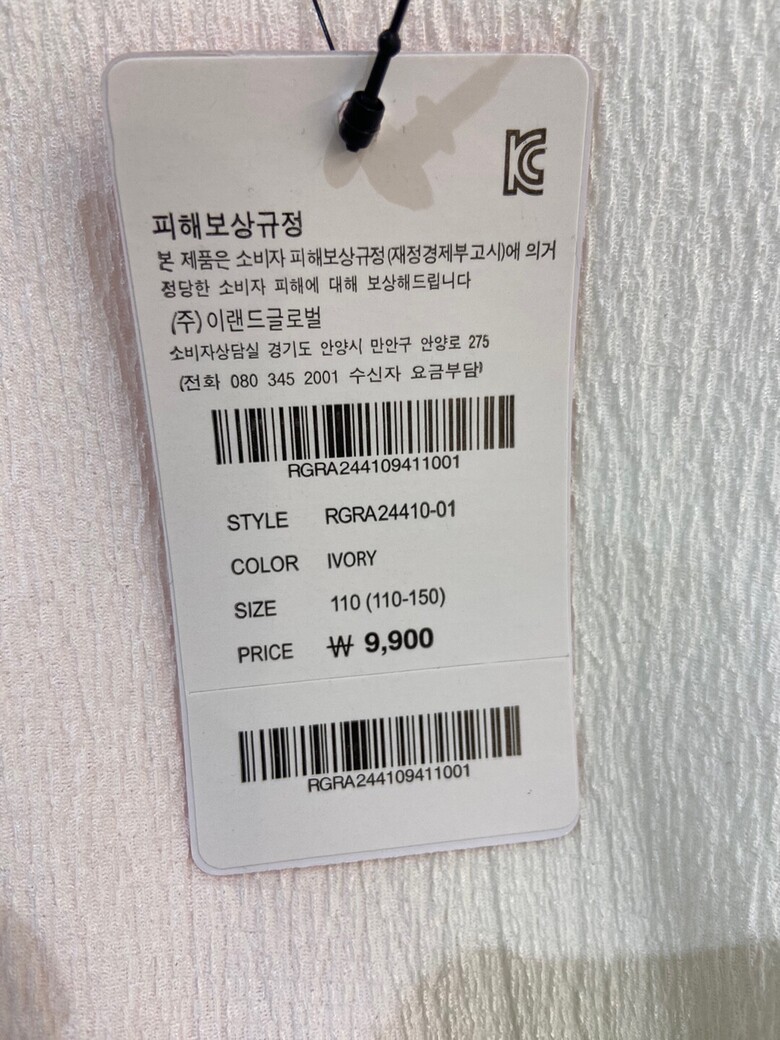 KC
피해보상규정
본 제품은 소비자 피해보상규정(재정경제부고시)에 의거
정당한 소비자 피해에 대해 보상해드립니다
(주)이랜드글로벌
소비자상담실 경기도 안양시 만안구 안양로 275
(전화 080 345 2001 수신자 요금부담)
RGRA244109411001
STYLE RGRA24410-01
COLOR IVORY
SIZE 110 (110-150)
PRICE ₩ 9,900
RGRA244109411001